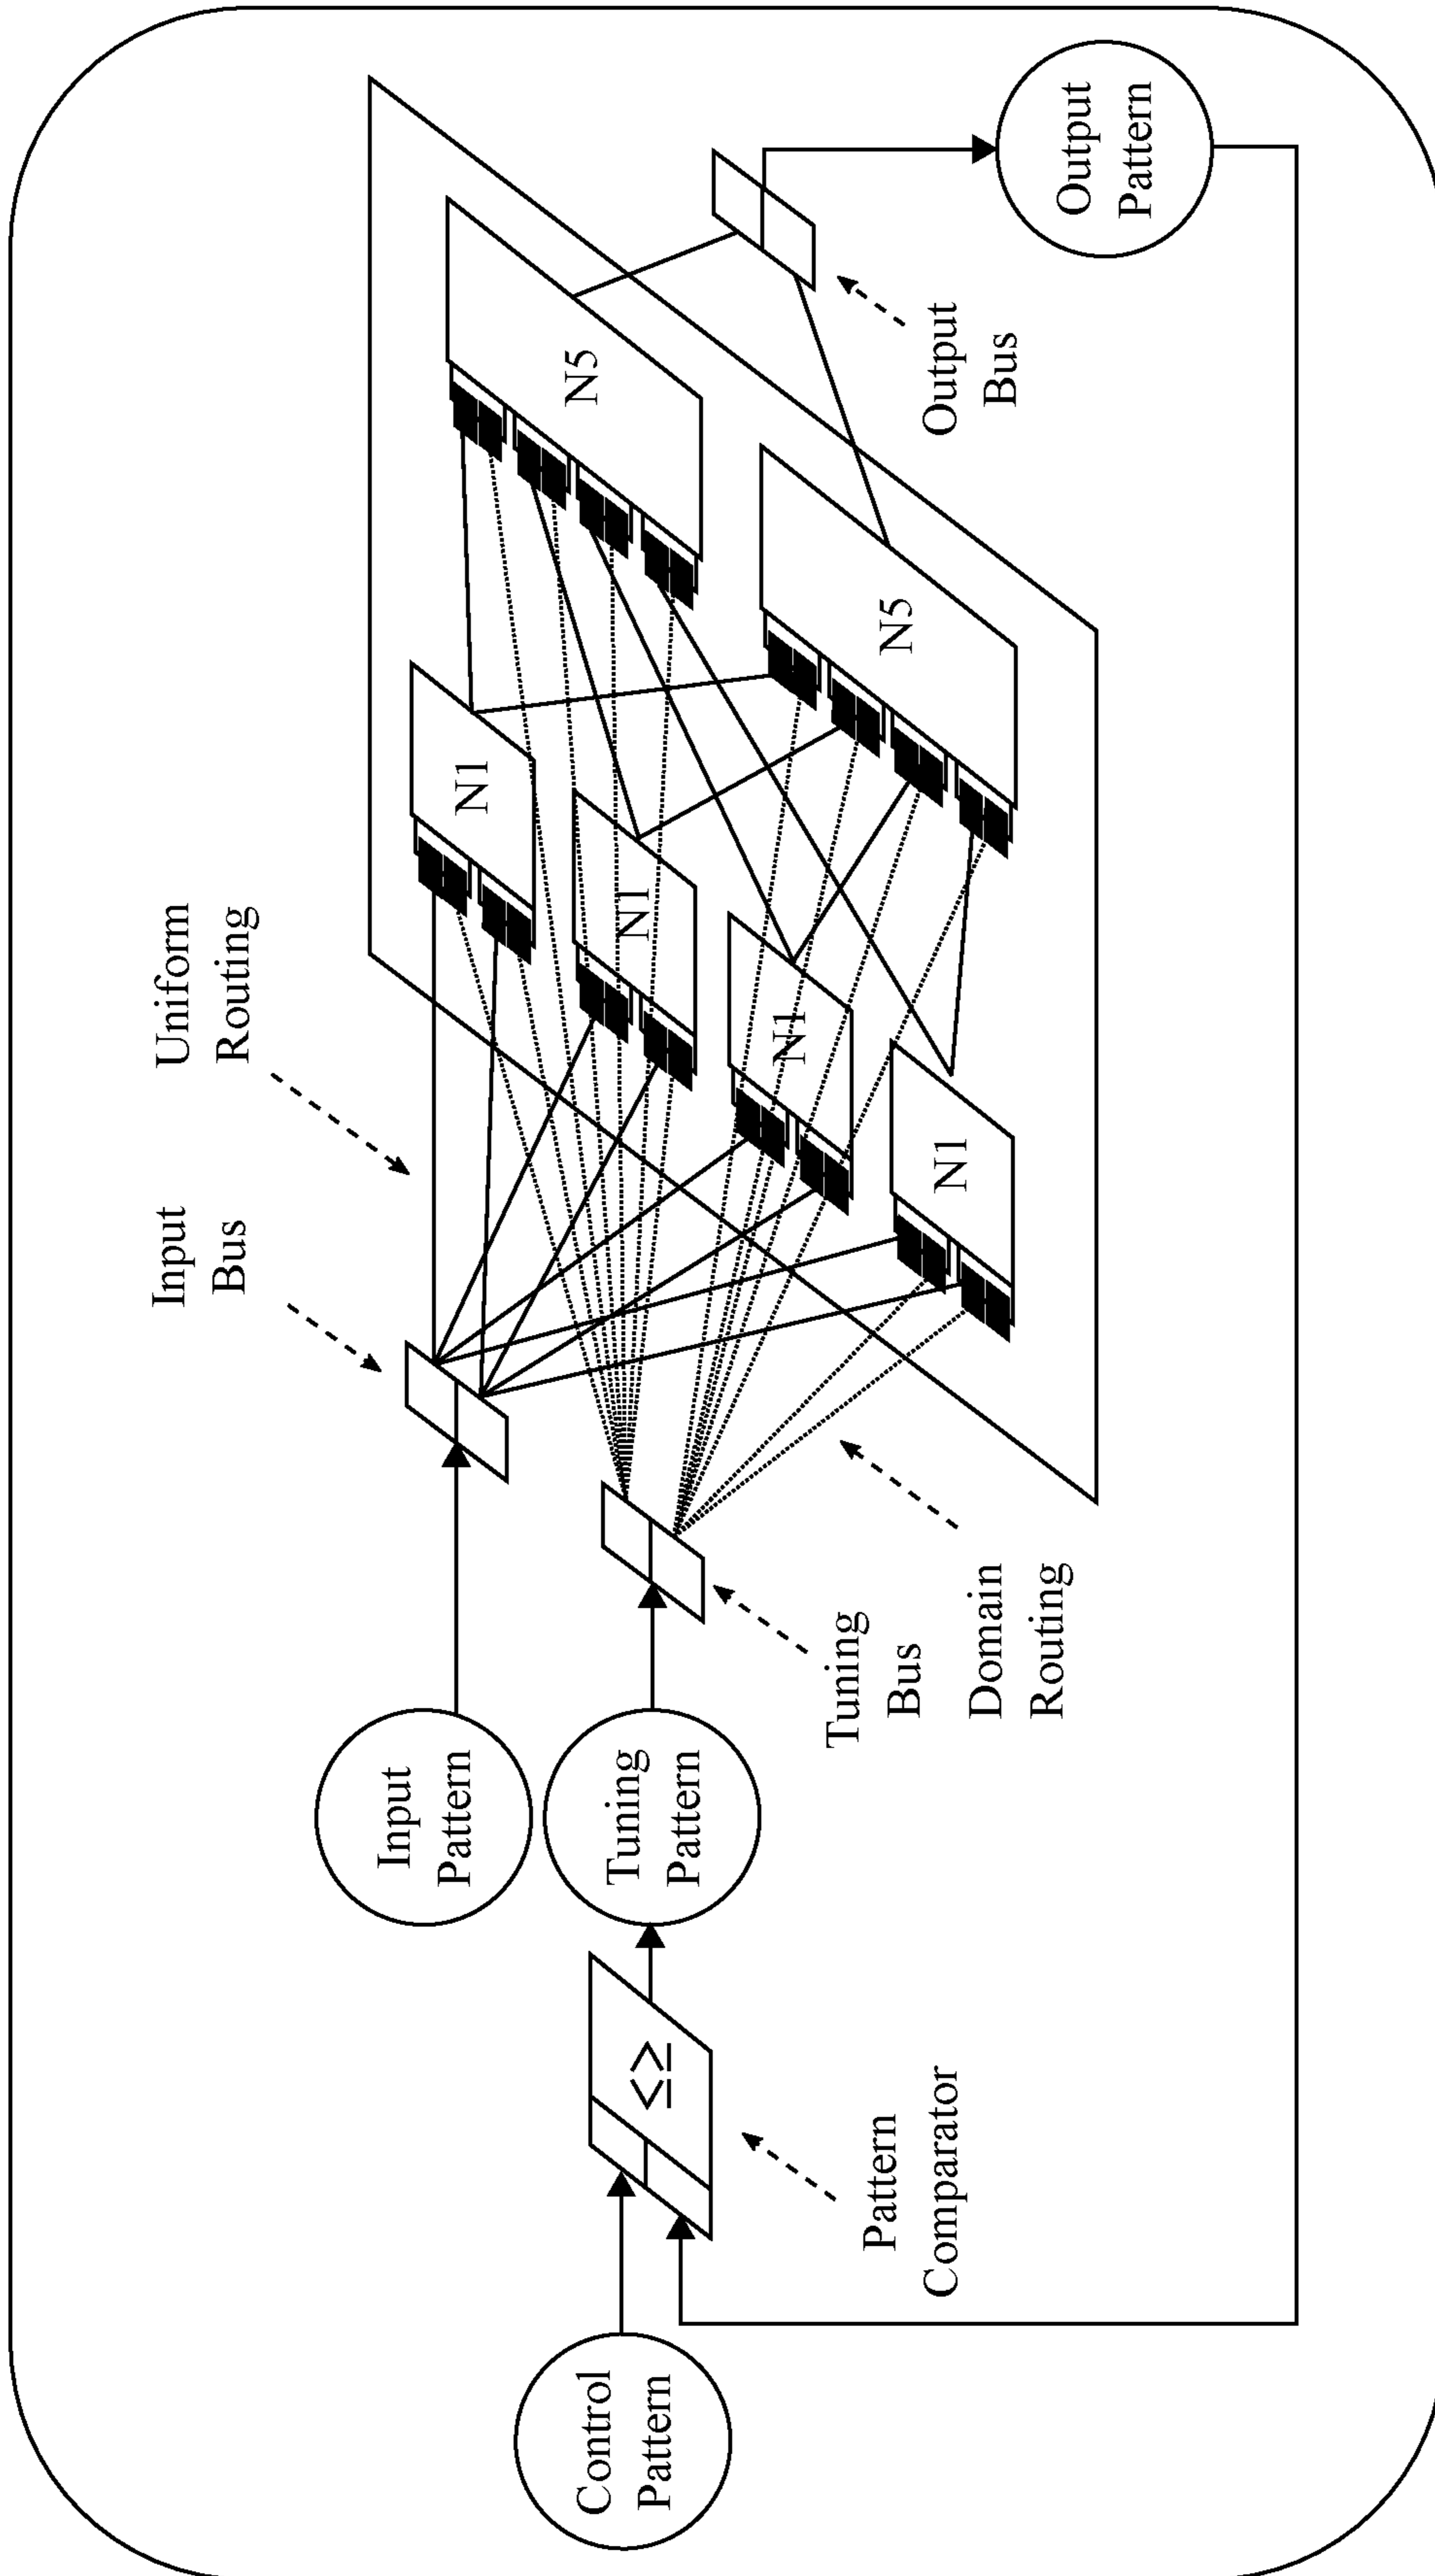 Control
Pattern
Pattern
Comparator
≤≥
Input
Pattern
Tuning
Pattern
Tuning
Bus
Domain
Routing
Input
Bus
Uniform
Routing
N1
N1
N1
N1
N5
N5
Output
Bus
Output
Pattern